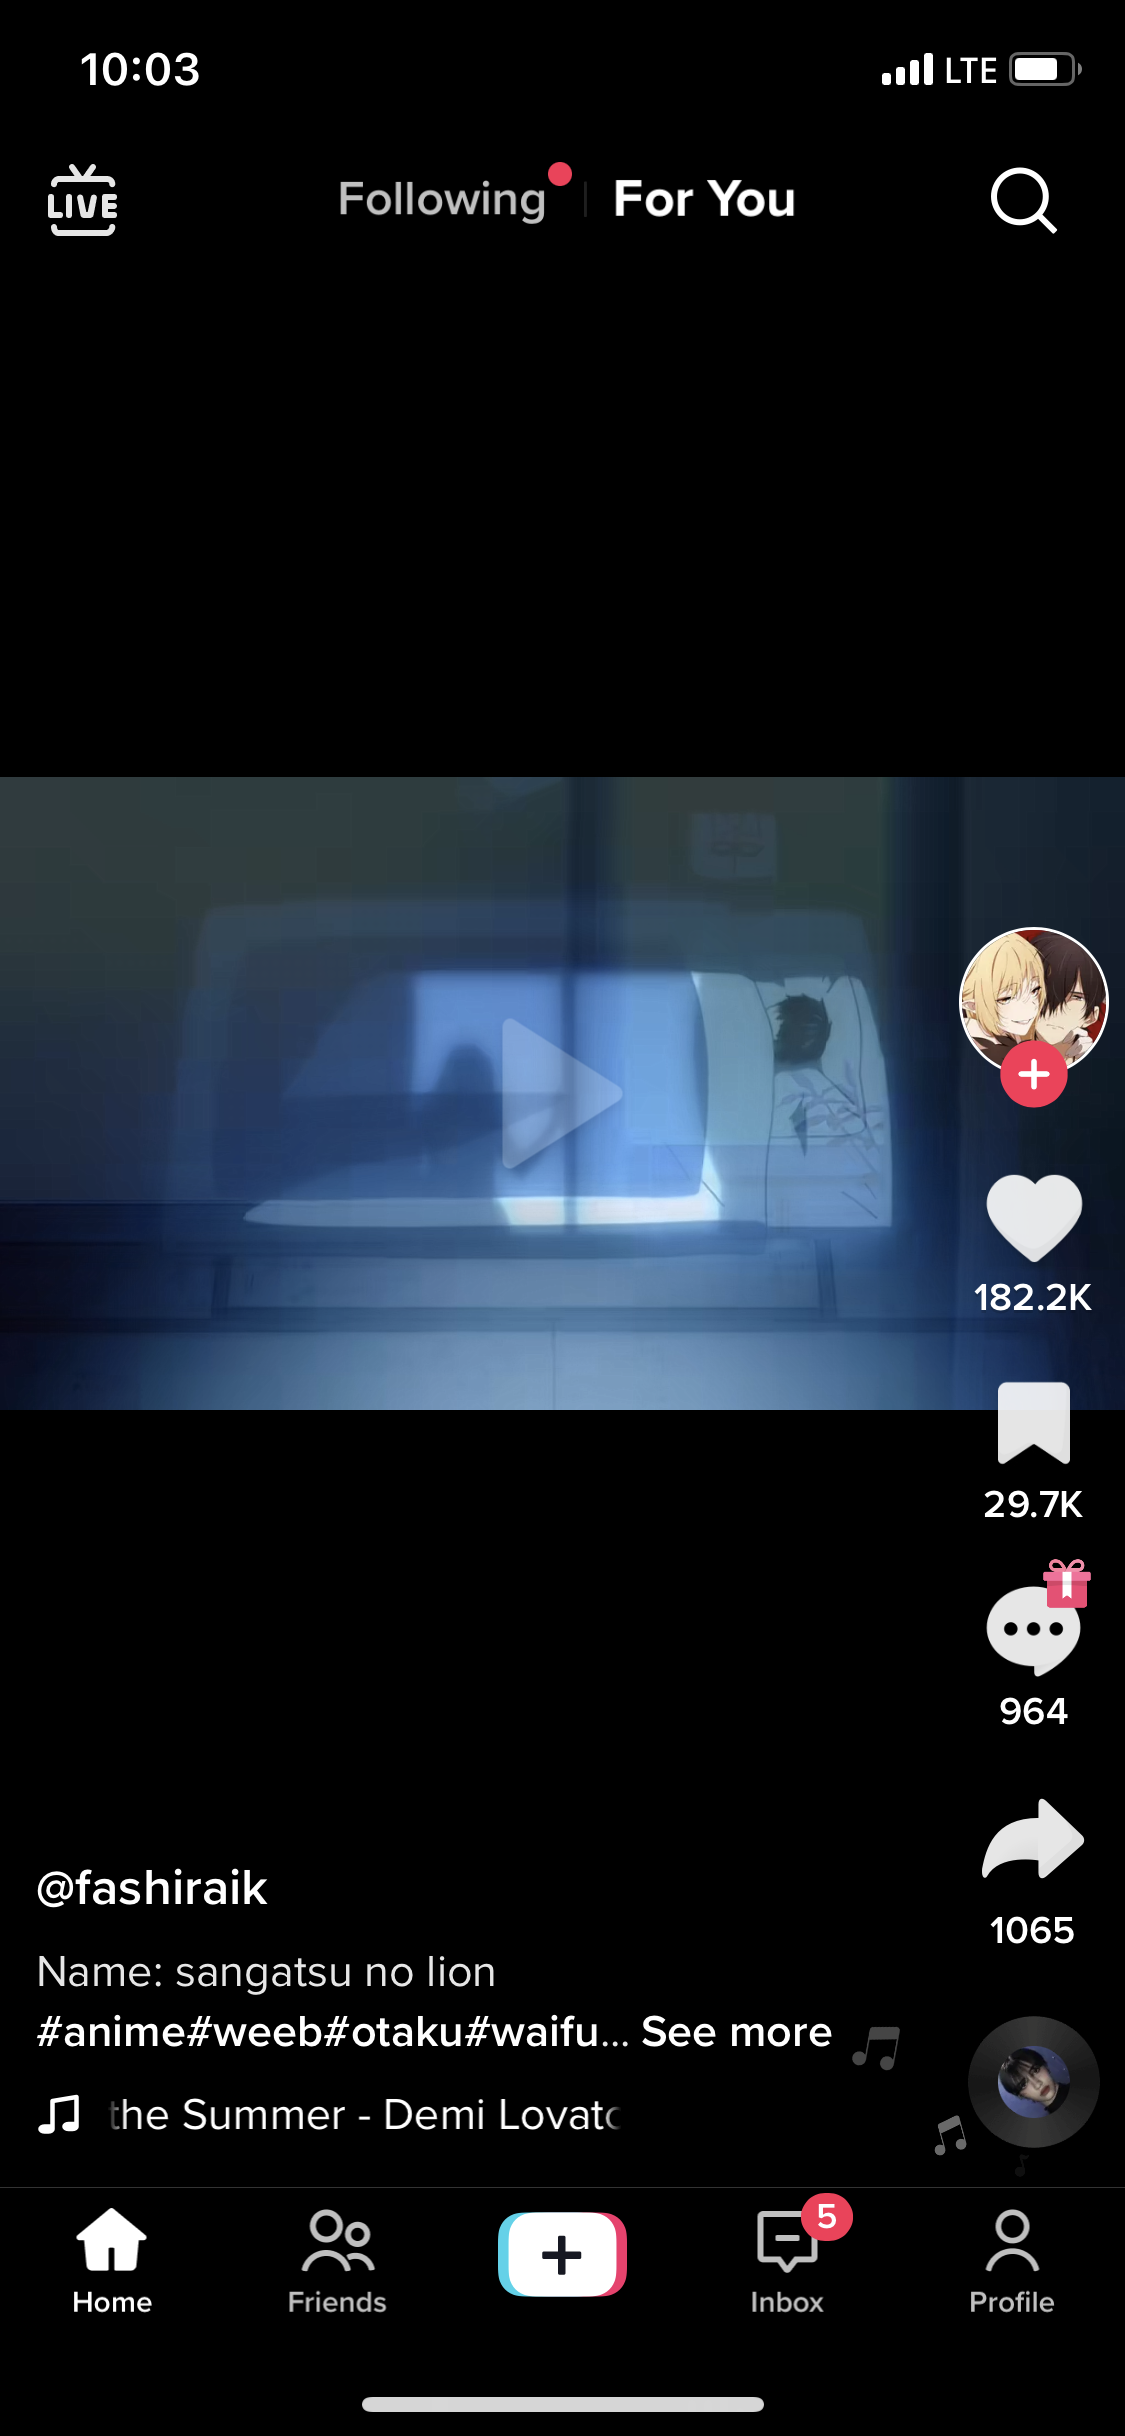 10:03
LTE
LIVE
Following
For You
182.2K
29.7K
964
1065
@fashiraik
Name: sangatsu no lion
#anime#weeb#otaku#waifu... See more
the Summer - Demi Lovato
5
Home
Friends
Inbox
Profile